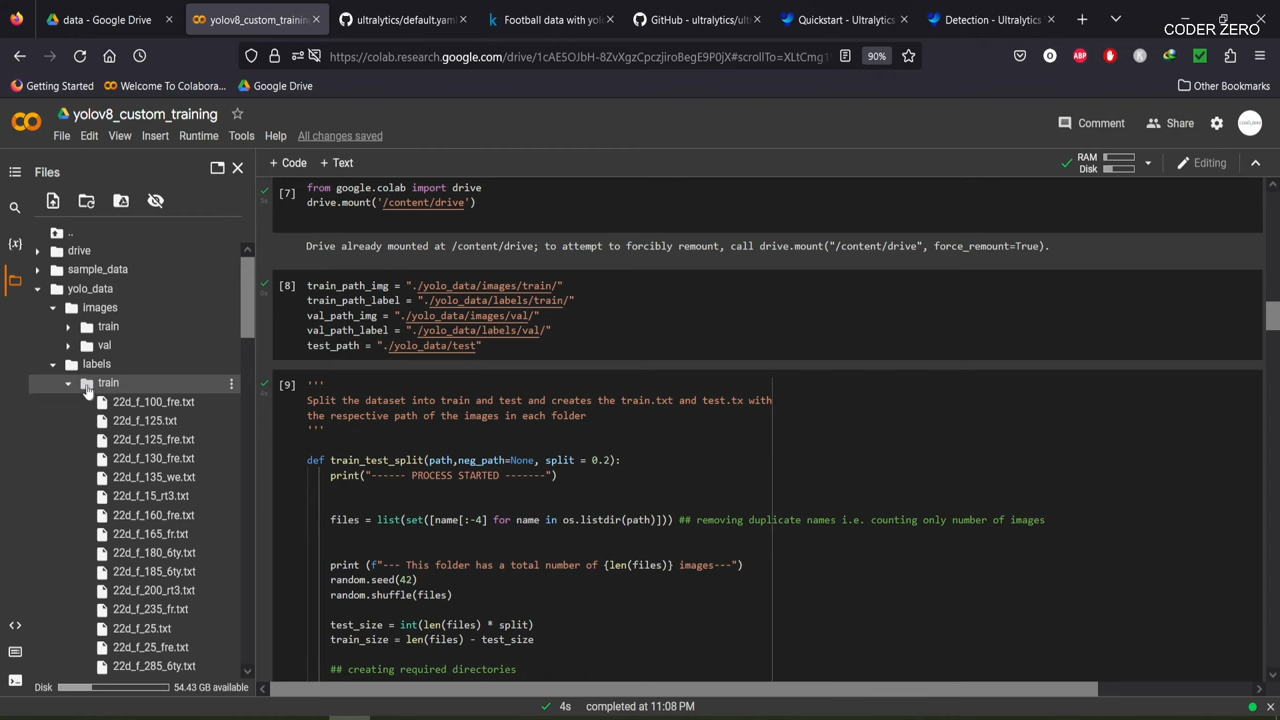 data - Google Drive
yolov8_custom_training
ultralytics/default.yaml
Football data with yol
GitHub - ultralytics/ul
Quickstart - Ultralytics
Detection - Ultralytics
CODER ZERO
https://colab.research.google.com/drive/
90%
Getting Started
Welcome To Colabora...
Google Drive
Other Bookmarks
yolov8_custom_training
File Edit View Insert Runtime Tools Help All changes saved
Comment
Share
+ Code + Text
RAM
Disk
Editing
Files
..
drive
sample_data
yolo_data
images
train
val
labels
train
22d_f_100_fre.txt
22d_f_125.txt
22d_f_125_fre.txt
22d_f_130_fre.txt
22d_f_135_we.txt
22d_f_15_rt3.txt
22d_f_160_fre.txt
22d_f_165_fr.txt
22d_f_180_6ty.txt
22d_f_185_6ty.txt
22d_f_200_rt3.txt
22d_f_235_fr.txt
22d_f_25.txt
22d_f_25_fre.txt
22d_f_285_6ty.txt
Disk 54.43 GB available
[7]
5s
from google.colab import drive
drive.mount('/content/drive')
Drive already mounted at /content/drive; to attempt to forcibly remount, call drive.mount("/content/drive", force_remount=True).
[8]
0s
train_path_img = "./yolo_data/images/train/"
train_path_label = "./yolo_data/labels/train/"
val_path_img = "./yolo_data/images/val/"
val_path_label = "./yolo_data/labels/val/"
test_path = "./yolo_data/test"
[9]
4s
'''
Split the dataset into train and test and creates the train.txt and test.tx with
the respective path of the images in each folder
'''
def train_test_split(path,neg_path=None, split = 0.2):
print("------ PROCESS STARTED -------")
files = list(set([name[:-4] for name in os.listdir(path)])) ## removing duplicate names i.e. counting only number of images
print (f"--- This folder has a total number of {len(files)} images---")
random.seed(42)
random.shuffle(files)
test_size = int(len(files) * split)
train_size = len(files) - test_size
## creating required directories
4s completed at 11:08 PM